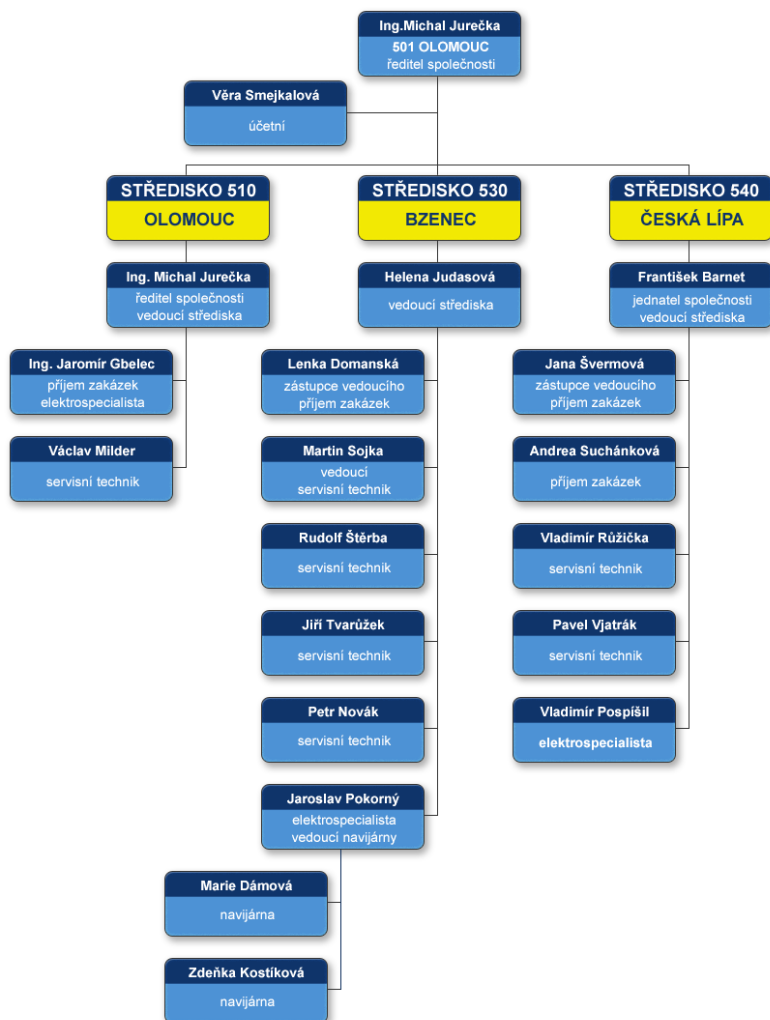 Ing.Michal Jurečka
501 OLOMOUC
ředitel společnosti
Věra Smejkalová
účetní
STŘEDISKO 510
OLOMOUC
Ing. Michal Jurečka
ředitel společnosti
vedoucí střediska
Ing. Jaromír Gbelec
příjem zakázek
elektrospecialista
Václav Milder
servisní technik
STŘEDISKO 530
BZENEC
Helena Judasová
vedoucí střediska
Lenka Domanská
zástupce vedoucího
příjem zakázek
Martin Sojka
vedoucí
servisní technik
Rudolf Štěrba
servisní technik
Jiří Tvarůžek
servisní technik
Petr Novák
servisní technik
Jaroslav Pokorný
elektrospecialista
vedoucí navijárny
Marie Dámová
navijárna
Zdeňka Kostíková
navijárna
STŘEDISKO 540
ČESKÁ LÍPA
František Barnet
jednatel společnosti
vedoucí střediska
Jana Švermová
zástupce vedoucího
příjem zakázek
Andrea Suchánková
příjem zakázek
Vladimír Růžička
servisní technik
Pavel Vjatrák
servisní technik
Vladimír Pospíšil
elektrospecialista